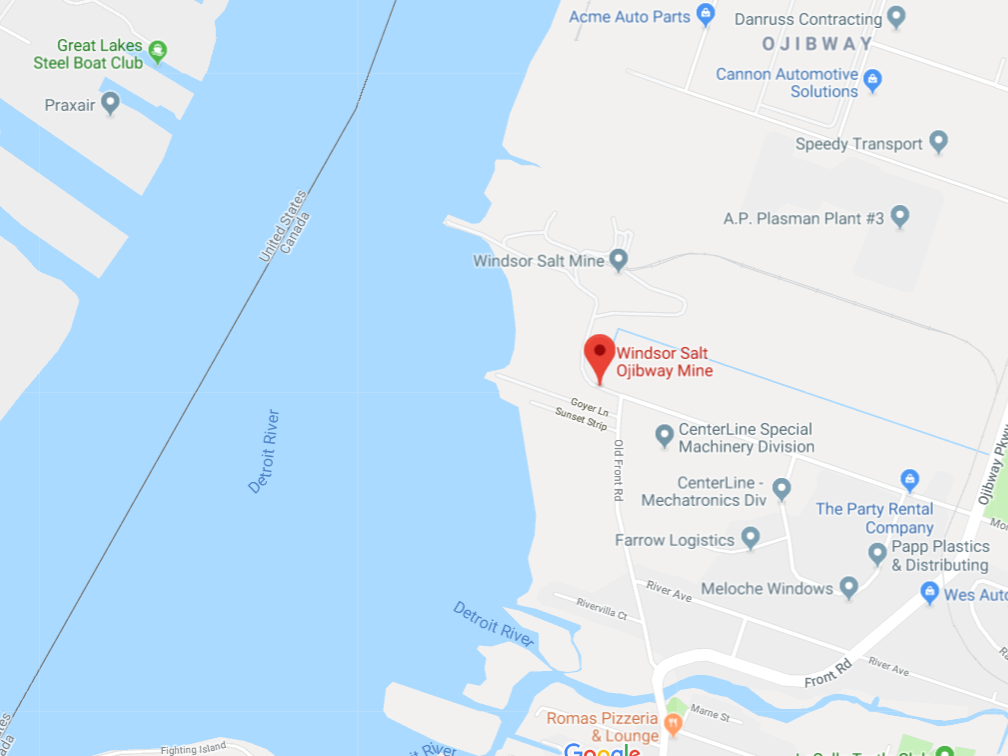 Acme Auto Parts
Danruss Contracting
OJIBWAY
Great Lakes
Steel Boat Club
Cannon Automotive
Solutions
Praxair
Speedy Transport
United States
Canada
A.P. Plasman Plant #3
Windsor Salt Mine
Windsor Salt
Ojibway Mine
Goyer Ln
Sunset Strip
Detroit River
Old Front Rd
CenterLine Special
Machinery Division
Ojibway Pkwy
CenterLine -
Mechatronics Div
The Party Rental
Company
Farrow Logistics
Papp Plastics
& Distributing
River Ave
Meloche Windows
Wes Auto
Rivervilla Ct
Detroit River
Front Rd
River Ave
Marne St
Romas Pizzeria
& Lounge
Fighting Island
River
Google